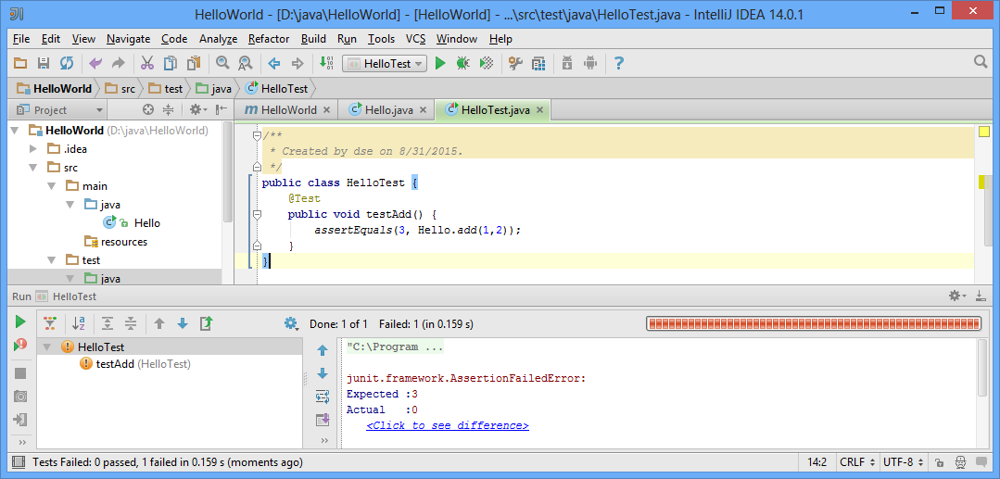 HelloWorld - [D:\java\HelloWorld] - [HelloWorld] - ...\src\test\java\HelloTest.java - IntelliJ IDEA 14.0.1
File Edit View Navigate Code Analyze Refactor Build Run Tools VCS Window Help
HelloTest
HelloWorld src test java HelloTest
Project
HelloWorld Hello.java HelloTest.java
HelloWorld (D:\java\HelloWorld)
.idea
src
main
java
Hello
resources
test
java
/**
* Created by dse on 8/31/2015.
*/
public class HelloTest {
@Test
public void testAdd() {
assertEquals(3, Hello.add(1,2));
}
}
Run HelloTest
Done: 1 of 1 Failed: 1 (in 0.159 s)
HelloTest
testAdd (HelloTest)
"C:\Program ...
junit.framework.AssertionFailedError:
Expected :3
Actual :0
<Click to see difference>
Tests Failed: 0 passed, 1 failed in 0.159 s (moments ago)
14:2 CRLF UTF-8